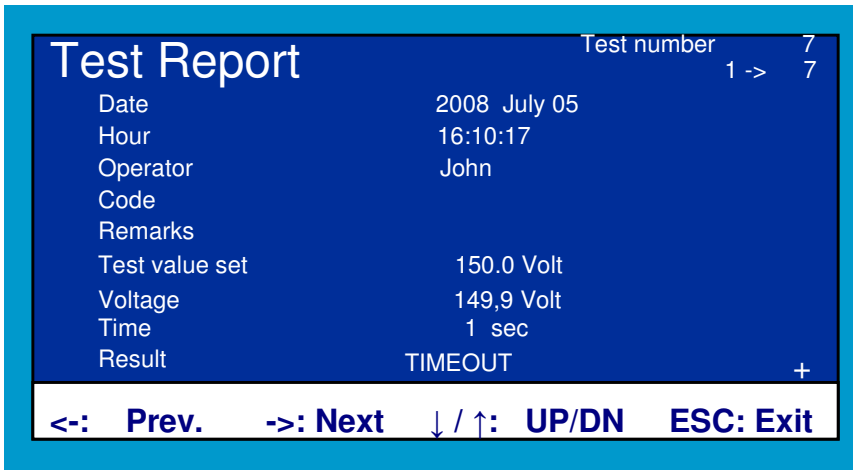 Test Report Test number 7
1 -> 7
Date 2008 July 05
Hour 16:10:17
Operator John
Code
Remarks
Test value set 150.0 Volt
Voltage 149,9 Volt
Time 1 sec
Result TIMEOUT
+
<-: Prev. ->: Next ↓ / ↑: UP/DN ESC: Exit